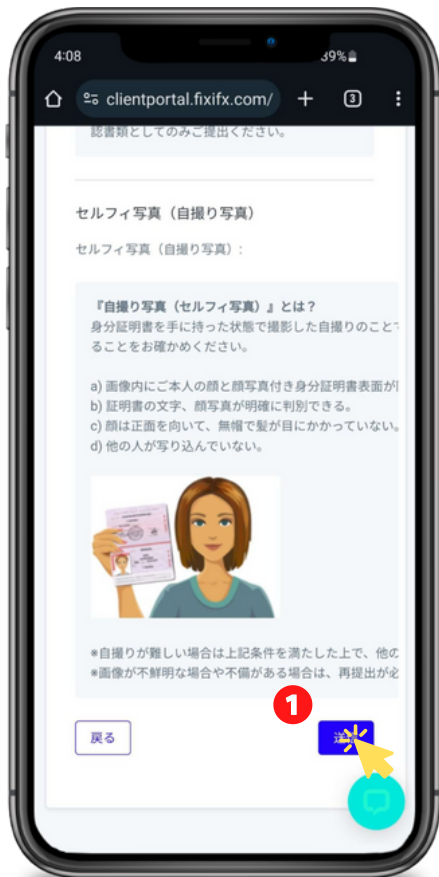 4:08
39%
clientportal.fixifx.com/
3
認書類としてのみご提出ください。
セルフィ写真（自撮り写真）
セルフィ写真（自撮り写真）:
『自撮り写真（セルフィ写真）』とは？
身分証明書を手に持った状態で撮影した自撮りのことで
ることをお確かめください。
a) 画像内にご本人の顔と顔写真付き身分証明書表面が
b) 証明書の文字、顔写真が明確に判別できる。
c) 顔は正面を向いて、無帽で髪が目にかかっていない。
d) 他の人が写り込んでいない。
※自撮りが難しい場合は上記条件を満たした上で、他の
※画像が不鮮明な場合や不備がある場合は、再提出が必
1
戻る